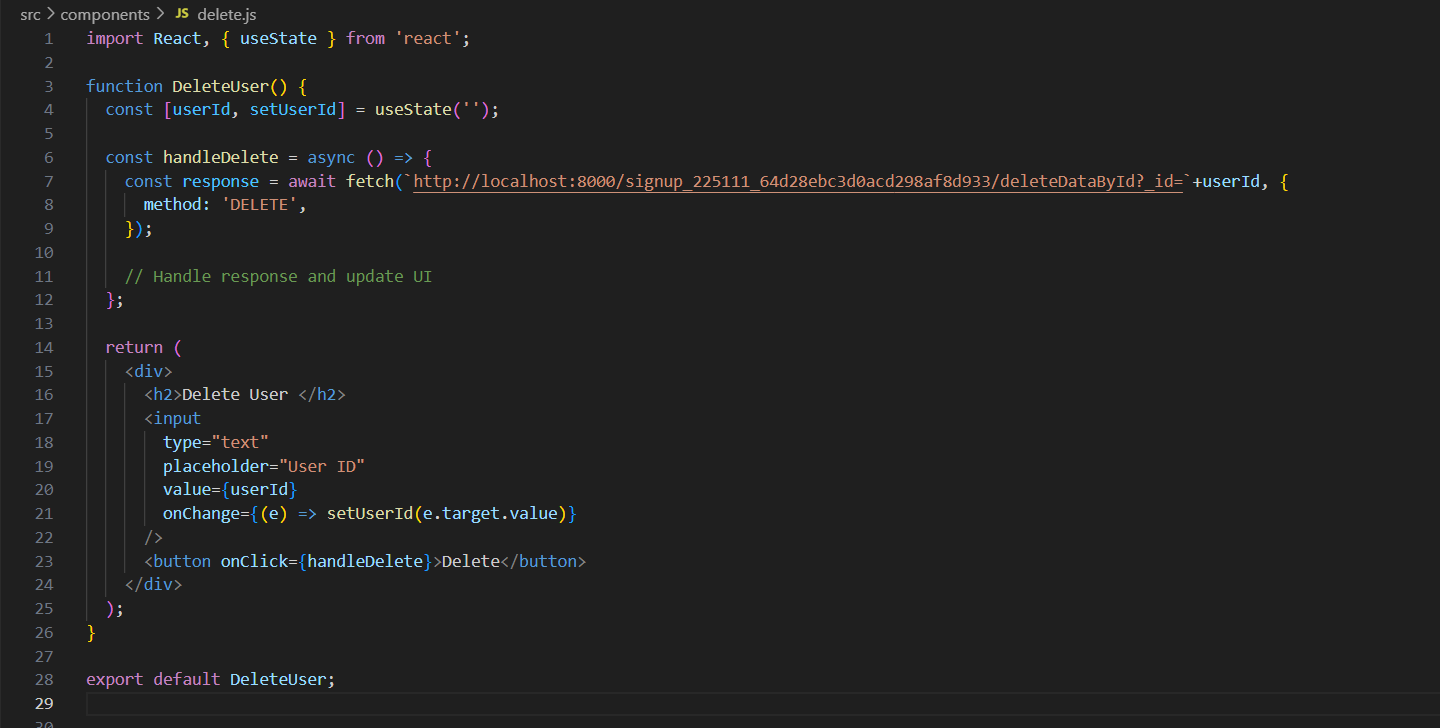 src > components > JS delete.js
1 import React, { useState } from 'react';
2
3 function DeleteUser() {
4   const [userId, setUserId] = useState('');
5
6   const handleDelete = async () => {
7     const response = await fetch(`http://localhost:8000/signup_225111_64d28ebc3d0acd298af8d933/deleteDataById?_id=`+userId, {
8       method: 'DELETE',
9     });
10
11     // Handle response and update UI
12   };
13
14   return (
15     <div>
16       <h2>Delete User </h2>
17       <input
18         type="text"
19         placeholder="User ID"
20         value={userId}
21         onChange={(e) => setUserId(e.target.value)}
22       />
23       <button onClick={handleDelete}>Delete</button>
24     </div>
25   );
26 }
27
28 export default DeleteUser;
29
30